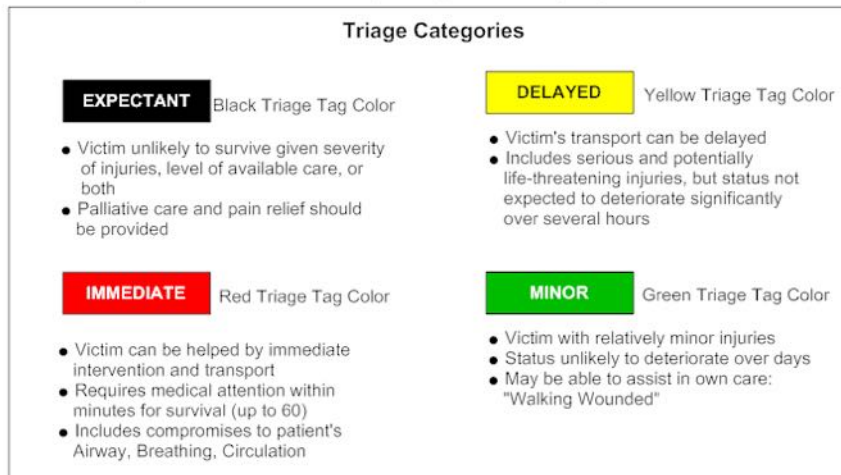 Triage Categories
EXPECTANT Black Triage Tag Color
• Victim unlikely to survive given severity
of injuries, level of available care, or
both
• Palliative care and pain relief should
be provided
DELAYED Yellow Triage Tag Color
• Victim's transport can be delayed
• Includes serious and potentially
life-threatening injuries, but status not
expected to deteriorate significantly
over several hours
IMMEDIATE Red Triage Tag Color
• Victim can be helped by immediate
intervention and transport
• Requires medical attention within
minutes for survival (up to 60)
• Includes compromises to patient's
Airway, Breathing, Circulation
MINOR Green Triage Tag Color
• Victim with relatively minor injuries
• Status unlikely to deteriorate over days
• May be able to assist in own care:
"Walking Wounded"